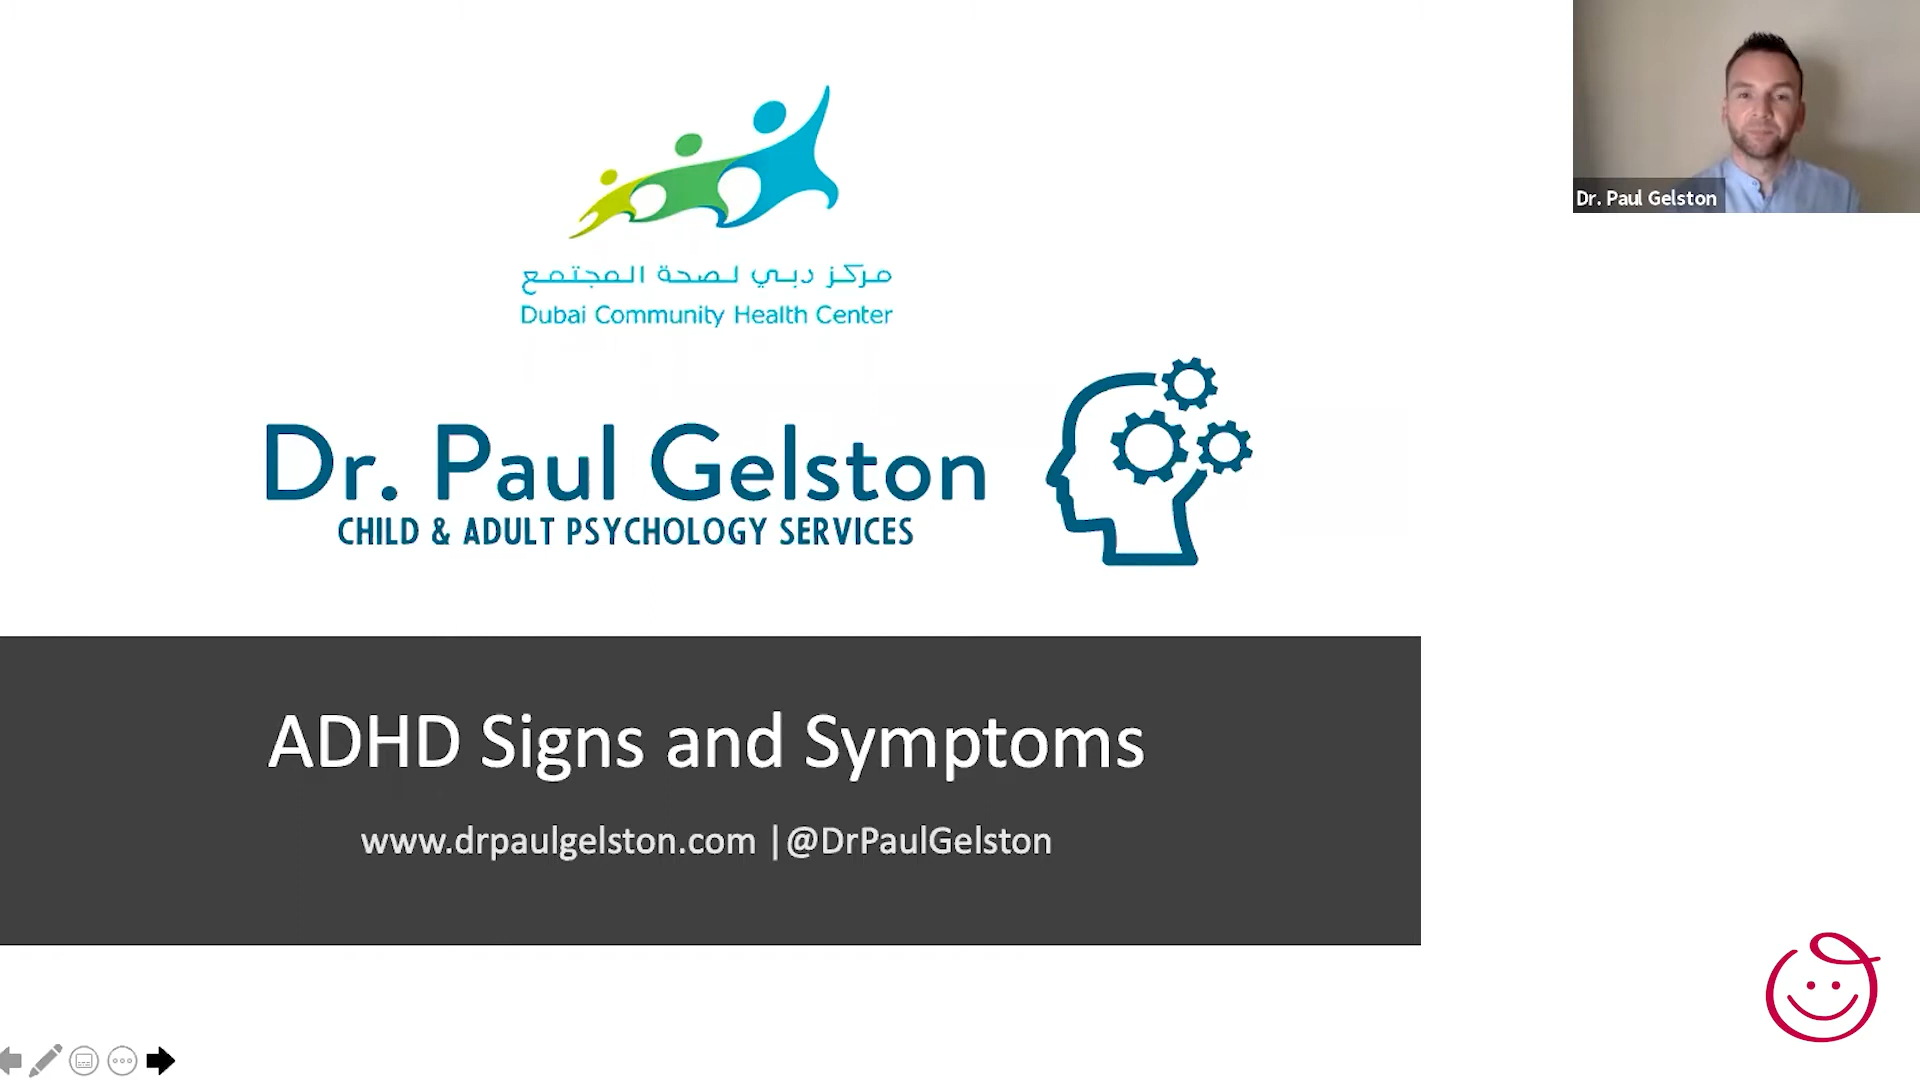 مركز دبي لصحة المجتمع
Dubai Community Health Center
Dr. Paul Gelston
CHILD & ADULT PSYCHOLOGY SERVICES
ADHD Signs and Symptoms
www.drpaulgelston.com |@DrPaulGelston
Dr. Paul Gelston